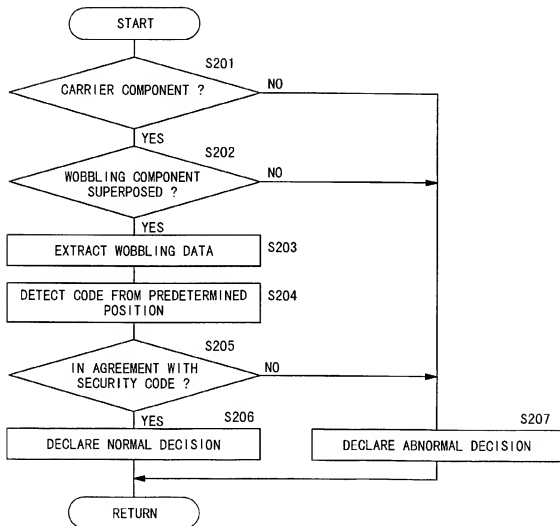 START
S201
CARRIER COMPONENT ?
NO
YES
S202
WOBBLING COMPONENT
SUPERPOSED ?
NO
YES
EXTRACT WOBBLING DATA
S203
DETECT CODE FROM PREDETERMINED
POSITION
S204
S205
IN AGREEMENT WITH
SECURITY CODE ?
NO
YES
S206
DECLARE NORMAL DECISION
S207
DECLARE ABNORMAL DECISION
RETURN